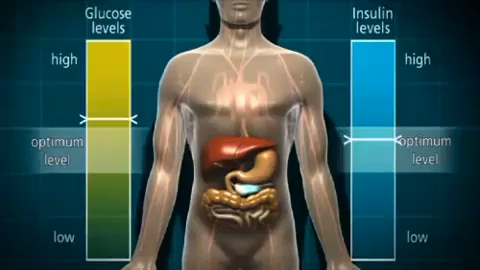 Glucose
levels
high
optimum
level
low
Insulin
levels
high
optimum
level
low